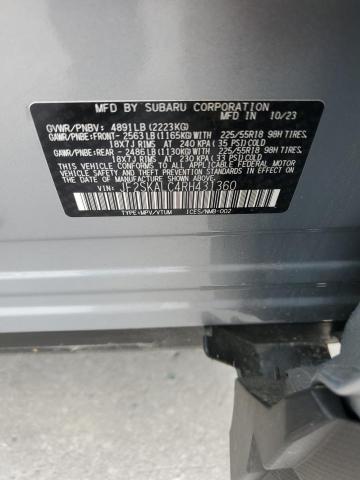 MFD BY SUBARU CORPORATION
MFD IN 10/23
GVWR/PNBV: 4891LB (2223KG)
GAWR/PNBE:FRONT- 2563LB(1165KG)WITH 225/55R18 98H TIRES,
18X7J RIMS AT 240 KPA( 35 PSI)COLD
GAWR/PNBE:REAR - 2486LB(1130KG)WITH 225/55R18 98H TIRES,
18X7J RIMS AT 230 KPA( 33 PSI)COLD
THIS VEHICLE CONFORMS TO ALL APPLICABLE FEDERAL MOTOR
VEHICLE SAFETY, BUMPER, AND THEFT PREVENTION STANDARDS
IN EFFECT ON THE DATE OF MANUFACTURE SHOWN ABOVE.
VIN: JF2SKALC4RH431360
TYPE:MPV/VTUM ICES/NMB-002